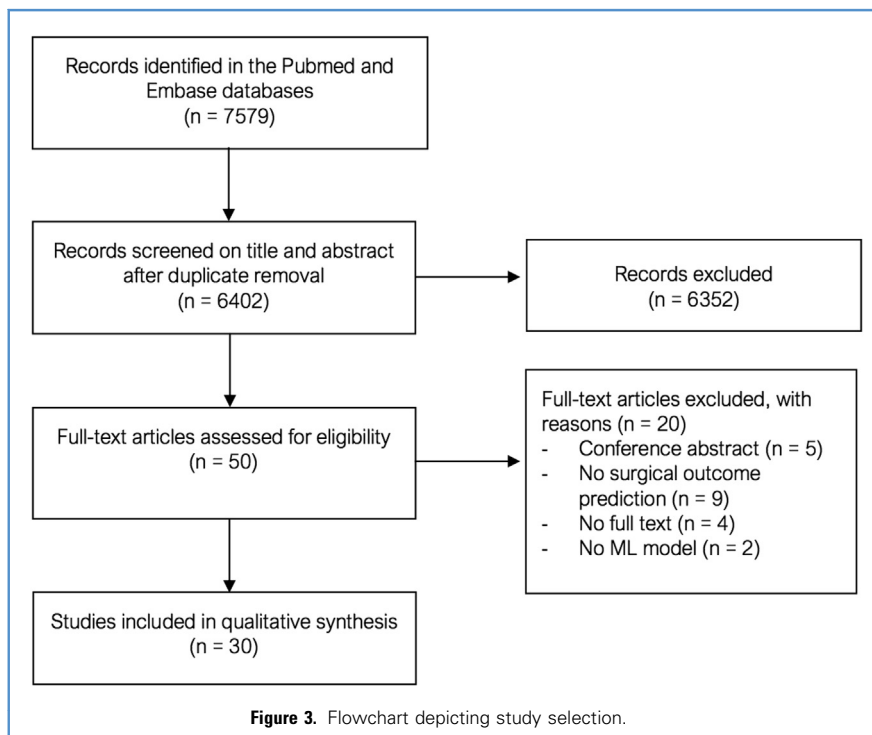 Records identified in the Pubmed and
Embase databases
(n = 7579)
Records screened on title and abstract
after duplicate removal
(n = 6402)
Records excluded
(n = 6352)
Full-text articles assessed for eligibility
(n = 50)
Full-text articles excluded, with
reasons (n = 20)
- Conference abstract (n = 5)
- No surgical outcome
prediction (n = 9)
- No full text (n = 4)
- No ML model (n = 2)
Studies included in qualitative synthesis
(n = 30)
Figure 3. Flowchart depicting study selection.